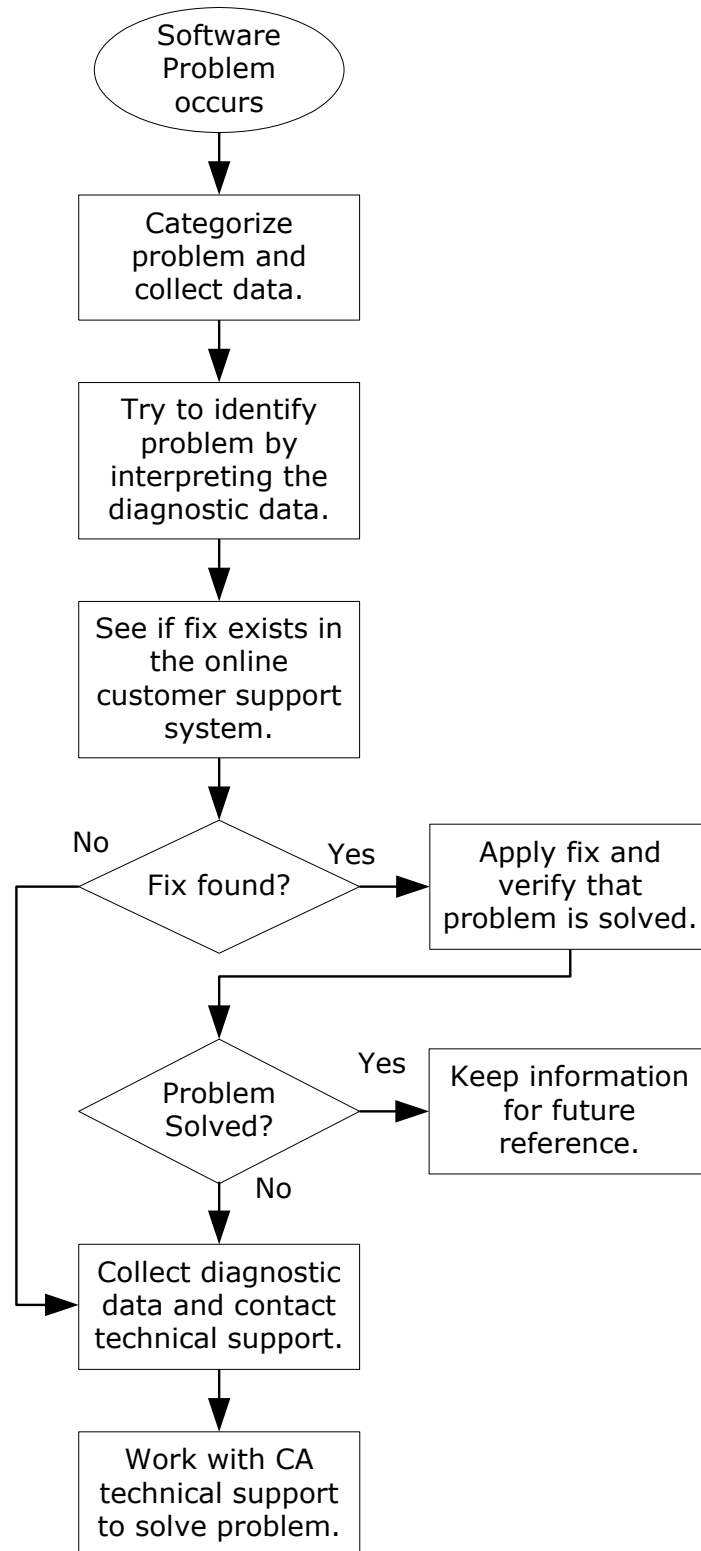 Software
Problem
occurs
Categorize
problem and
collect data.
Try to identify
problem by
interpreting the
diagnostic data.
See if fix exists in
the online
customer support
system.
No
Fix found?
Yes
Apply fix and
verify that
problem is solved.
Problem
Solved?
Yes
Keep information
for future
reference.
No
Collect diagnostic
data and contact
technical support.
Work with CA
technical support
to solve problem.